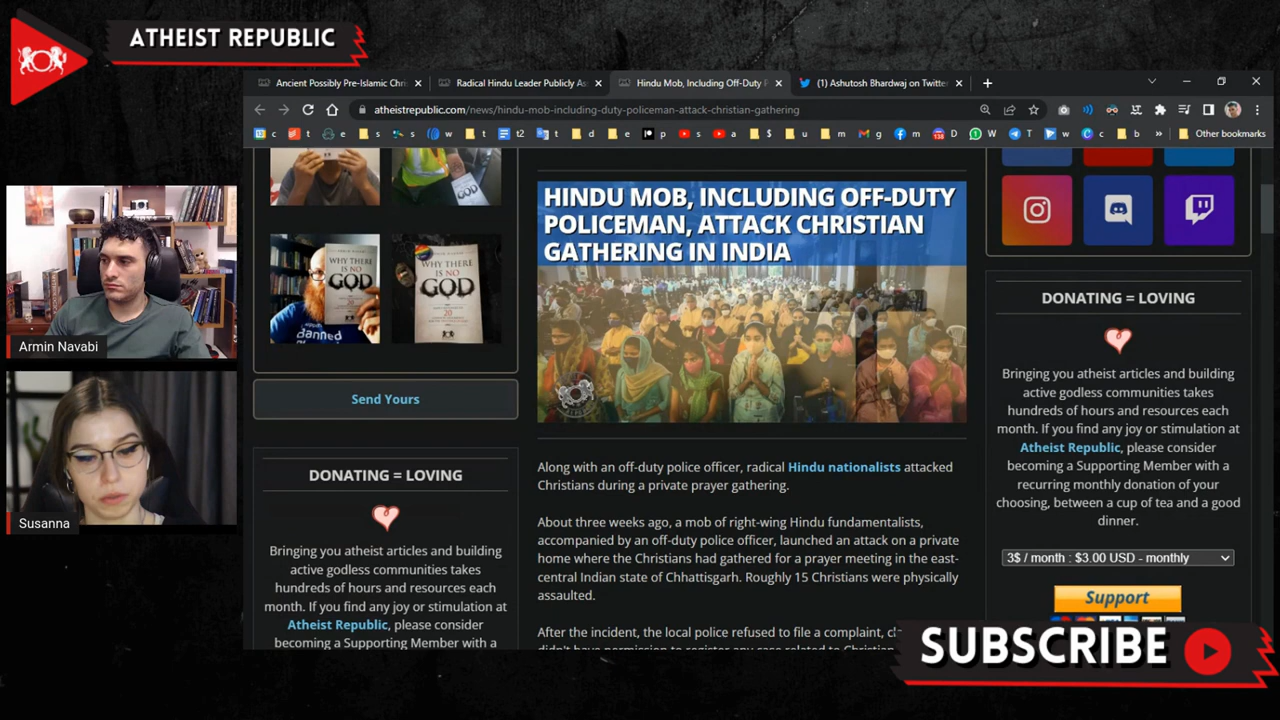 ATHEIST REPUBLIC
Ancient Possibly Pre-Islamic Chri
Radical Hindu Leader Publicly As
Hindu Mob, Including Off-Duty P
(1) Ashutosh Bhardwaj on Twitter
atheistrepublic.com/news/hindu-mob-including-duty-policeman-attack-christian-gathering
Other bookmarks
WHY THERE IS NO GOD
WHY THERE IS NO GOD
Send Yours
DONATING = LOVING
Bringing you atheist articles and building
active godless communities takes
hundreds of hours and resources each
month. If you find any joy or stimulation at
Atheist Republic, please consider
becoming a Supporting Member with a
HINDU MOB, INCLUDING OFF-DUTY
POLICEMAN, ATTACK CHRISTIAN
GATHERING IN INDIA
Along with an off-duty police officer, radical Hindu nationalists attacked
Christians during a private prayer gathering.
About three weeks ago, a mob of right-wing Hindu fundamentalists,
accompanied by an off-duty police officer, launched an attack on a private
home where the Christians had gathered for a prayer meeting in the east-
central Indian state of Chhattisgarh. Roughly 15 Christians were physically
assaulted.
After the incident, the local police refused to file a complaint,
DONATING = LOVING
Bringing you atheist articles and building
active godless communities takes
hundreds of hours and resources each
month. If you find any joy or stimulation at
Atheist Republic, please consider
becoming a Supporting Member with a
recurring monthly donation of your
choosing, between a cup of tea and a good
dinner.
3$ / month : $3.00 USD - monthly
Support
Armin Navabi
Susanna
SUBSCRIBE